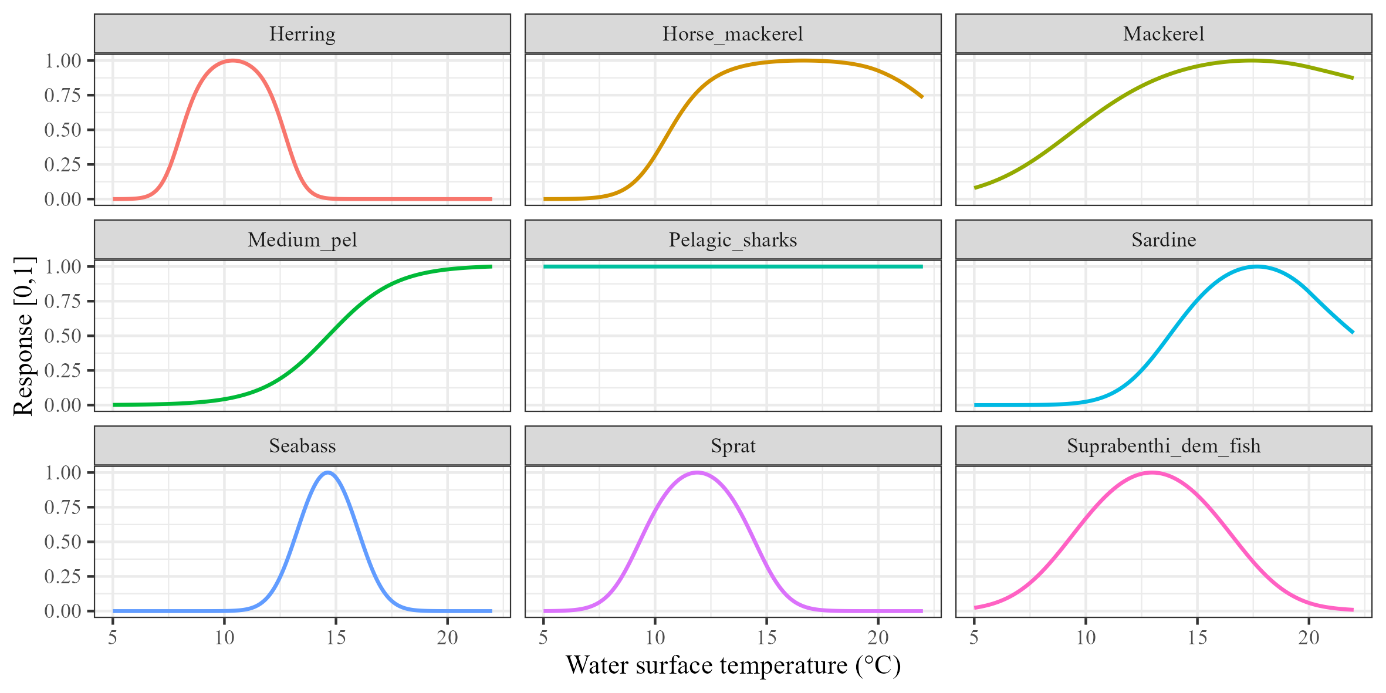 Herring Horse_mackerel Mackerel
1.00
0.75
0.50
0.25
0.00
Medium_pel Pelagic_sharks Sardine
1.00
0.75
0.50
0.25
0.00
Response [0,1]
Seabass Sprat Suprabenthi_dem_fish
1.00
0.75
0.50
0.25
0.00
5 10 15 20 5 10 15 20 5 10 15 20
Water surface temperature (°C)